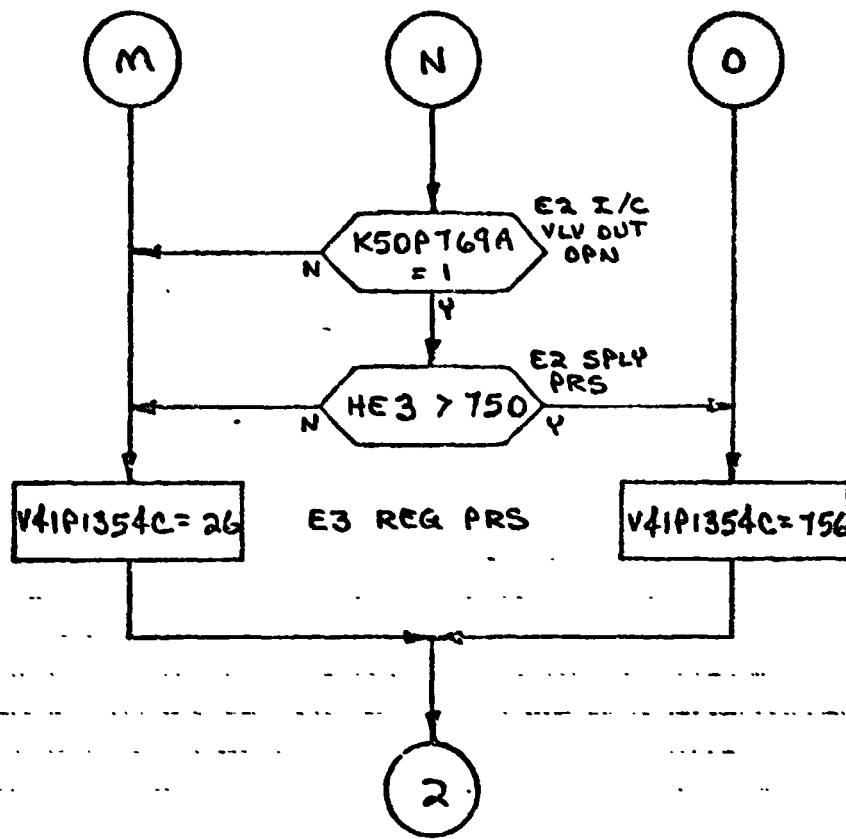 M
N
O
K50P769A
= 1
E2 I/C
VLV OUT
OPN
N
Y
HE3 > 750
E2 SPLY
PRS
N
Y
V41P1354C = 26
E3 REG PRS
V41P1354C = 756
2